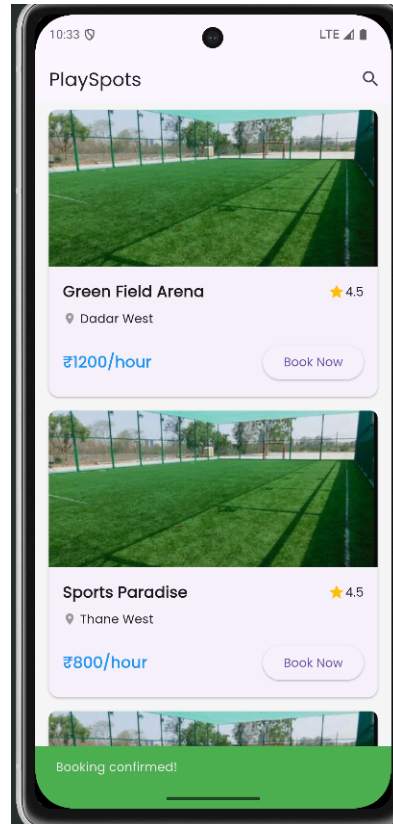 10:33 LTE
PlaySpots
Green Field Arena 4.5
Dadar West
₹1200/hour Book Now
Sports Paradise 4.5
Thane West
₹800/hour Book Now
Booking confirmed!